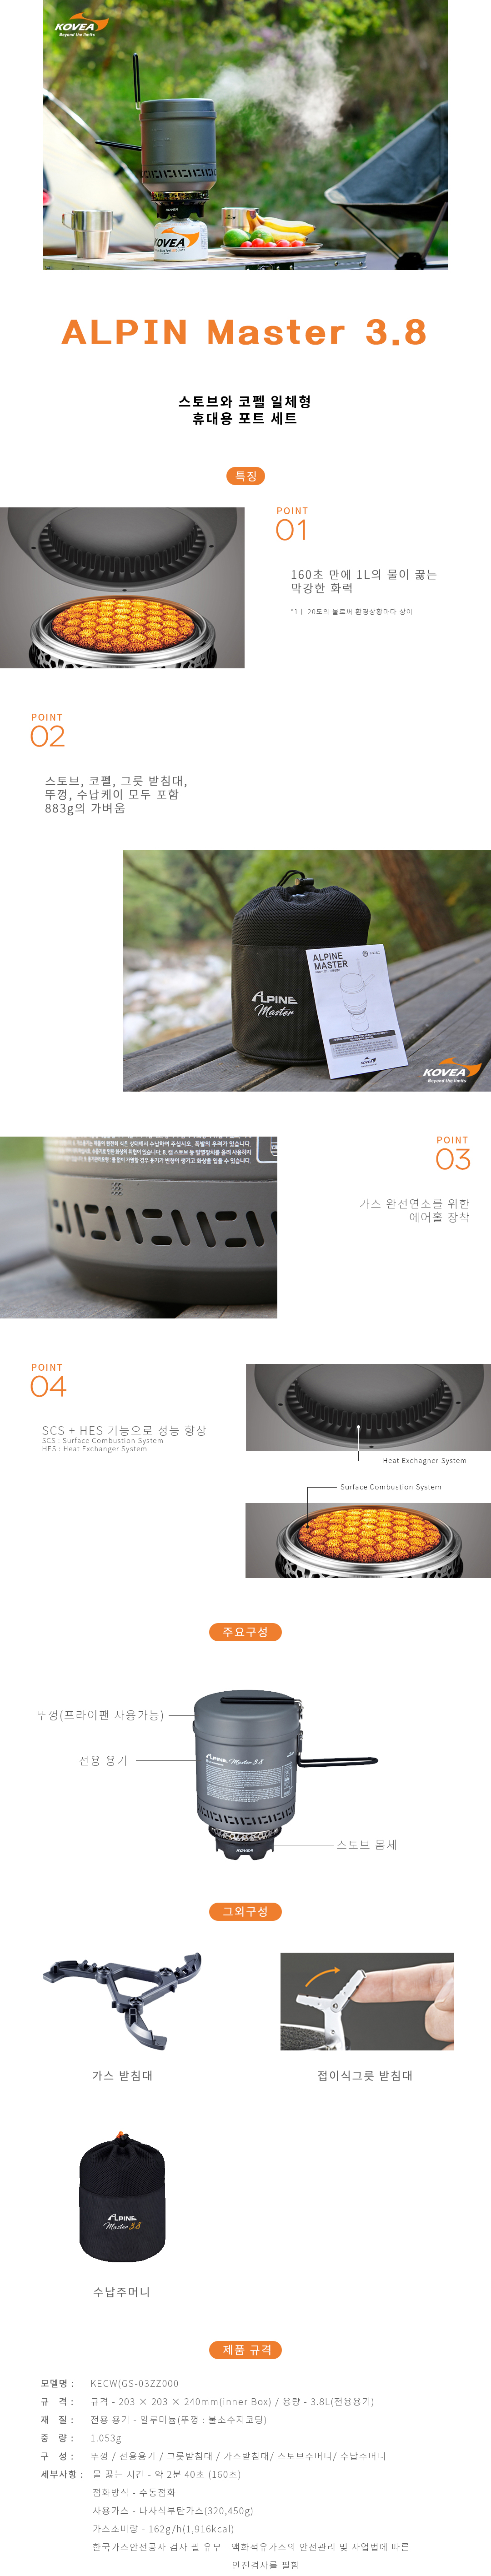 KOVEA
Beyond the limits
KOVEA
KOVEA
ALPIN Master 3.8
스토브와 코펠 일체형
휴대용 포트 세트
특징
POINT
01
160초 만에 1L의 물이 끓는
막강한 화력
*1ㅣ 20도의 물로써 환경상황마다 상이
POINT
02
스토브, 코펠, 그릇 받침대,
뚜껑, 수납케이 모두 포함
883g의 가벼움
ALPINE
Master
ALPINE
MASTER
KOVEA
KOVEA
Beyond the limits
POINT
03
가스 완전연소를 위한
에어홀 장착
POINT
04
SCS + HES 기능으로 성능 향상
SCS : Surface Combustion System
HES : Heat Exchanger System
Heat Exchagner System
Surface Combustion System
주요구성
뚜껑(프라이팬 사용가능)
전용 용기
ALPINE Master 3.8
스토브 몸체
KOVEA
그외구성
가스 받침대
접이식그릇 받침대
ALPINE
Master 3.8
수납주머니
제품 규격
모델명 : KECW(GS-03ZZ000
규 격 : 규격 - 203 × 203 × 240mm(inner Box) / 용량 - 3.8L(전용용기)
재 질 : 전용 용기 - 알루미늄(뚜껑 : 불소수지코팅)
중 량 : 1.053g
구 성 : 뚜껑 / 전용용기 / 그릇받침대 / 가스받침대/ 스토브주머니/ 수납주머니
세부사항 : 물 끓는 시간 - 약 2분 40초 (160초)
점화방식 - 수동점화
사용가스 - 나사식부탄가스(320,450g)
가스소비량 - 162g/h(1,916kcal)
한국가스안전공사 검사 필 유무 - 액화석유가스의 안전관리 및 사업법에 따른
안전검사를 필함